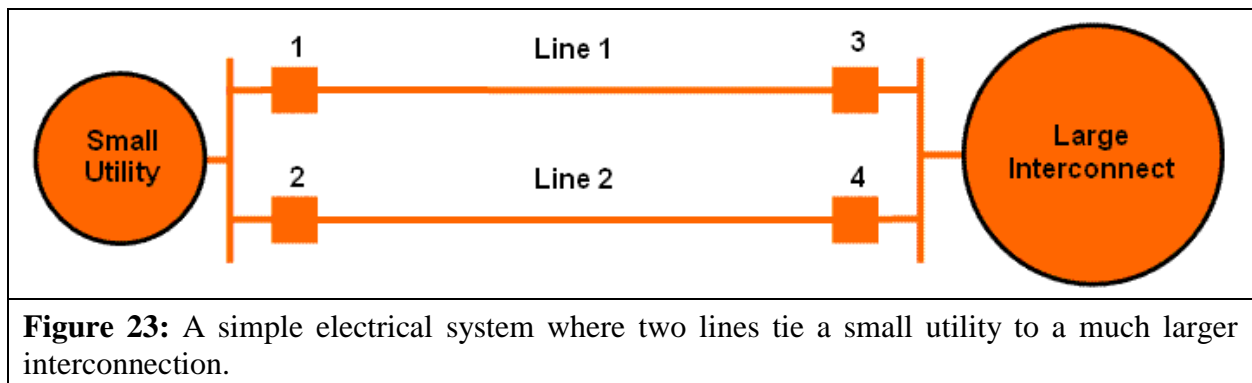 1 Line 1 3
Small
Utility
Large
Interconnect
2 Line 2 4
Figure 23: A simple electrical system where two lines tie a small utility to a much larger
interconnection.